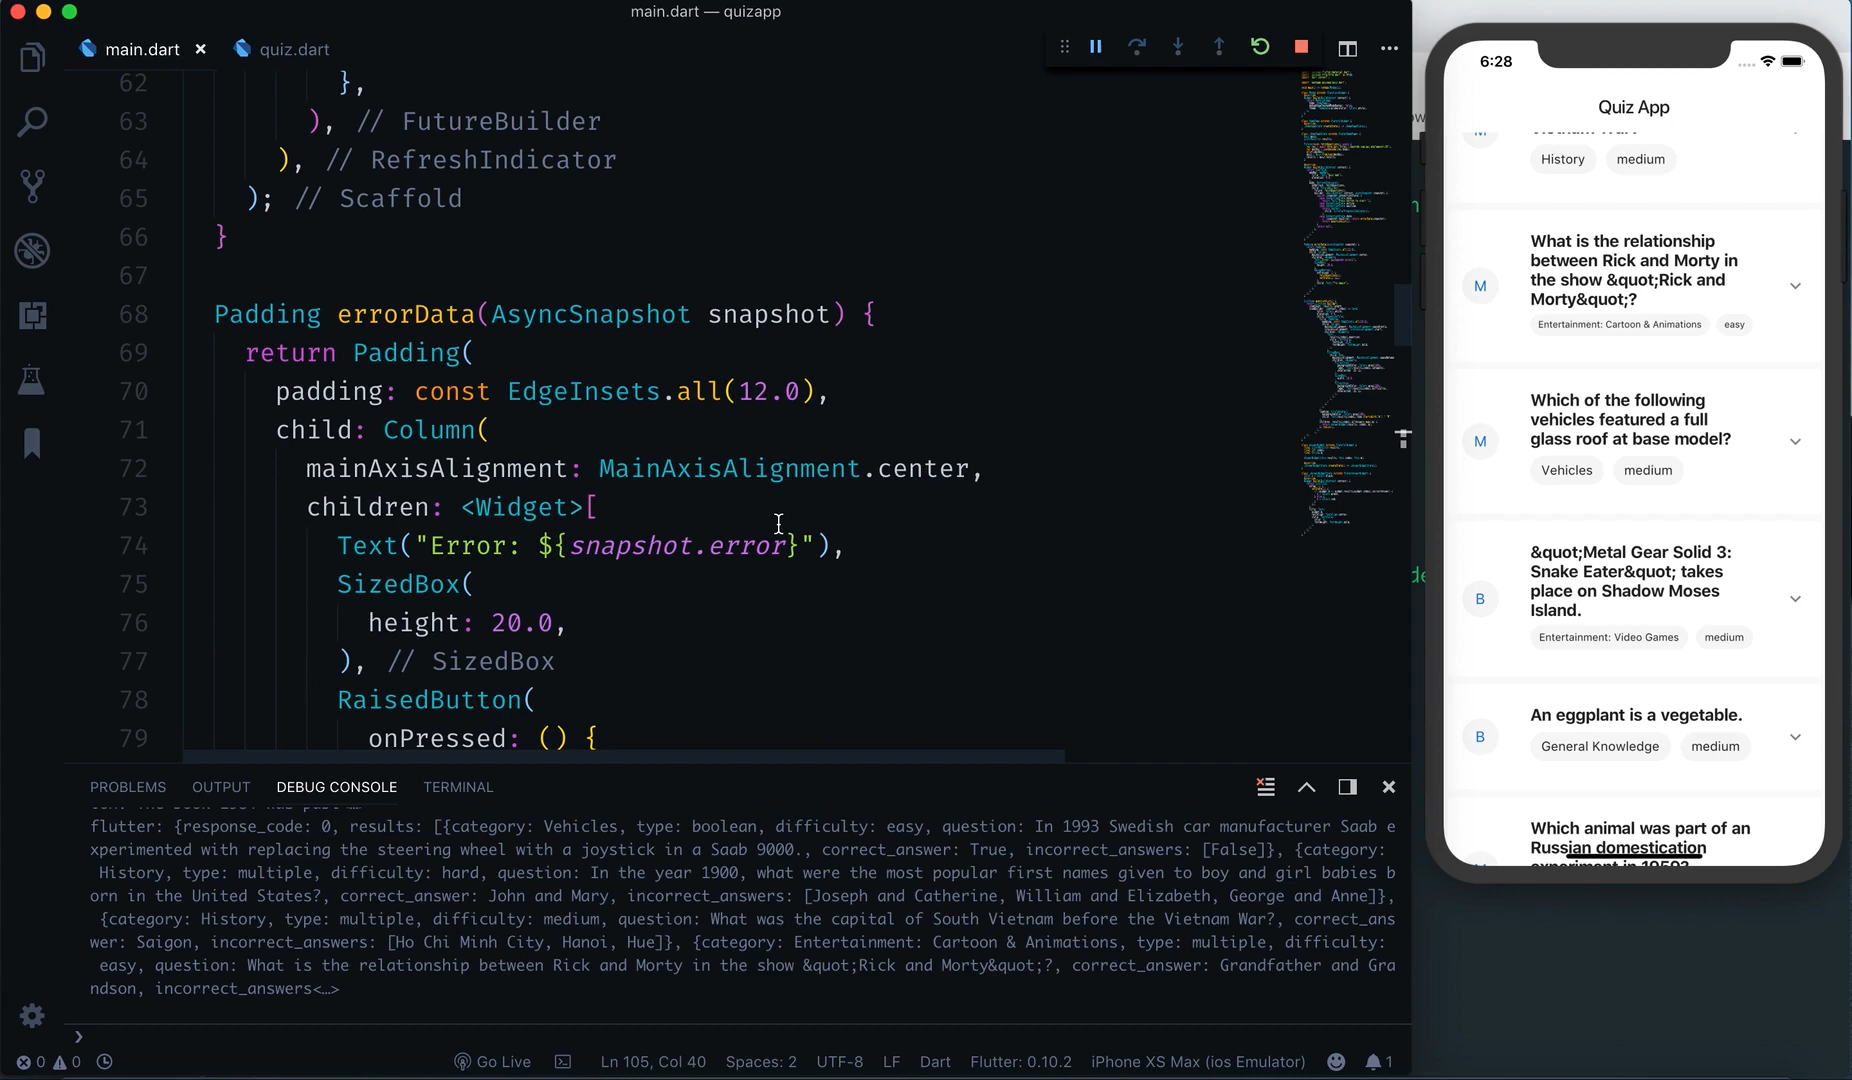 main.dart — quizapp
main.dart
quiz.dart
62 },
63 ), // FutureBuilder
64 ), // RefreshIndicator
65 ); // Scaffold
66 }
67
68 Padding errorData(AsyncSnapshot snapshot) {
69 return Padding(
70 padding: const EdgeInsets.all(12.0),
71 child: Column(
72 mainAxisAlignment: MainAxisAlignment.center,
73 children: <Widget>[
74 Text("Error: ${snapshot.error}"),
75 SizedBox(
76 height: 20.0,
77 ), // SizedBox
78 RaisedButton(
79 onPressed: () {
PROBLEMS OUTPUT DEBUG CONSOLE TERMINAL
flutter: {response_code: 0, results: [{category: Vehicles, type: boolean, difficulty: easy, question: In 1993 Swedish car manufacturer Saab e
xperimented with replacing the steering wheel with a joystick in a Saab 9000., correct_answer: True, incorrect_answers: [False]}, {category:
History, type: multiple, difficulty: hard, question: In the year 1900, what were the most popular first names given to boy and girl babies b
orn in the United States?, correct_answer: John and Mary, incorrect_answers: [Joseph and Catherine, William and Elizabeth, George and Anne]},
{category: History, type: multiple, difficulty: medium, question: What was the capital of South Vietnam before the Vietnam War?, correct_ans
wer: Saigon, incorrect_answers: [Ho Chi Minh City, Hanoi, Hue]}, {category: Entertainment: Cartoon & Animations, type: multiple, difficulty:
easy, question: What is the relationship between Rick and Morty in the show &quot;Rick and Morty&quot;?, correct_answer: Grandfather and Gra
ndson, incorrect_answers<…>
0 0 Go Live Ln 105, Col 40 Spaces: 2 UTF-8 LF Dart Flutter: 0.10.2 iPhone XS Max (ios Emulator) 1
6:28
Quiz App
M
History medium
M
What is the relationship
between Rick and Morty in
the show &quot;Rick and
Morty&quot;?
Entertainment: Cartoon & Animations easy
M
Which of the following
vehicles featured a full
glass roof at base model?
Vehicles medium
B
&quot;Metal Gear Solid 3:
Snake Eater&quot; takes
place on Shadow Moses
Island.
Entertainment: Video Games medium
B
An eggplant is a vegetable.
General Knowledge medium
Which animal was part of an
Russian domestication
experiment in 1959?